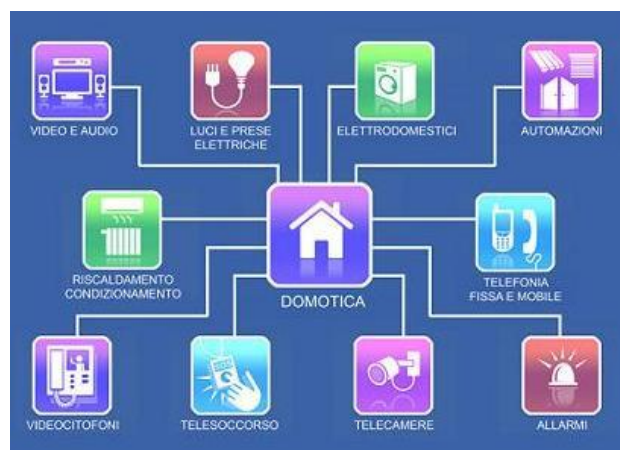 VIDEO E AUDIO
LUCI E PRESE
ELETTRICHE
ELETTRODOMESTICI
AUTOMAZIONI
RISCALDAMENTO
CONDIZIONAMENTO
DOMOTICA
TELEFONIA
FISSA E MOBILE
VIDEOCITOFONI
TELESOCCORSO
TELECAMERE
ALLARMI